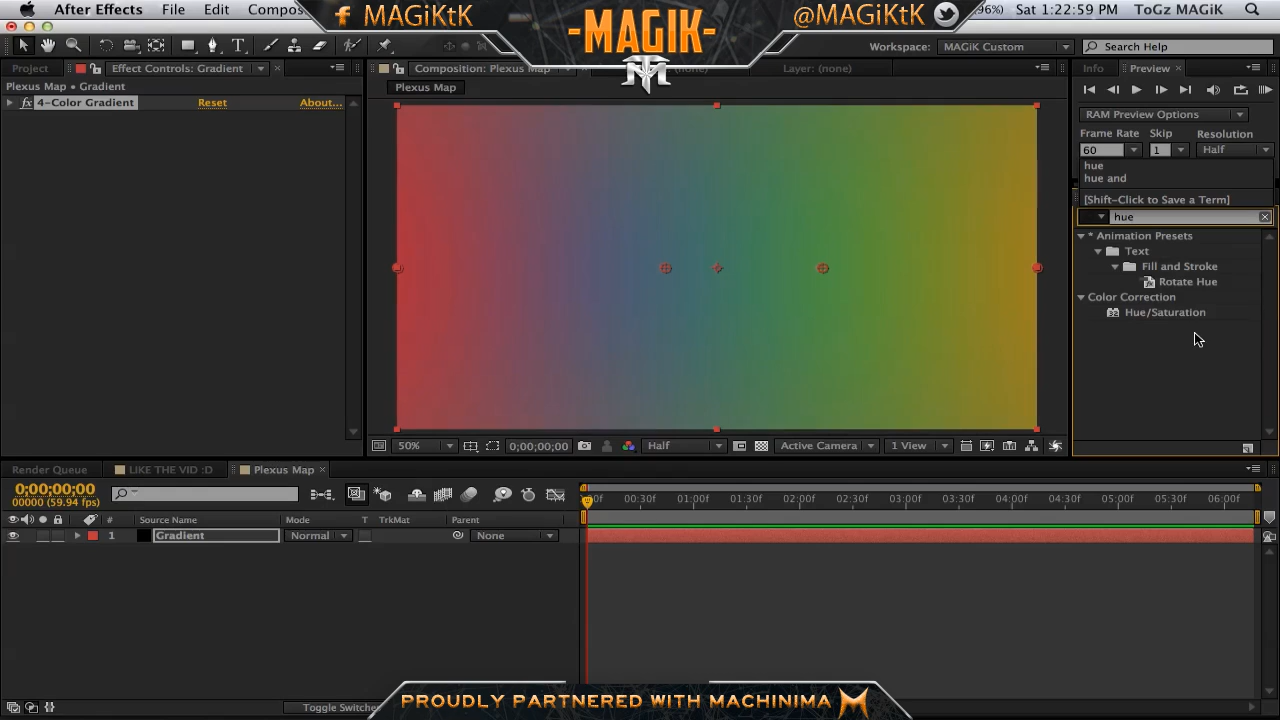 After Effects File Edit Compos
MAGiKtK
-MAGIK-
@MAGiKtK
96%) Sat 1:22:59 PM ToGz MAGiK
Workspace: MAGiK Custom
Search Help
Project
Effect Controls: Gradient
Composition: Plexus Map
(none)
Layer: (none)
Info
Preview
Plexus Map • Gradient
Plexus Map
fx 4-Color Gradient
Reset
About...
RAM Preview Options
Frame Rate Skip Resolution
60 1 Half
hue
hue and
[Shift-Click to Save a Term]
hue
* Animation Presets
Text
Fill and Stroke
Rotate Hue
Color Correction
Hue/Saturation
50%
0;00;00;00
Half
Active Camera
1 View
Render Queue
LIKE THE VID :D
Plexus Map
0;00;00;00
00000 (59.94 fps)
00f 00:30f 01:00f 01:30f 02:00f 02:30f 03:00f 03:30f 04:00f 04:30f 05:00f 05:30f 06:00f
# Source Name Mode T TrkMat Parent
1 Gradient Normal None
Toggle Switches
PROUDLY PARTNERED WITH MACHINIMA